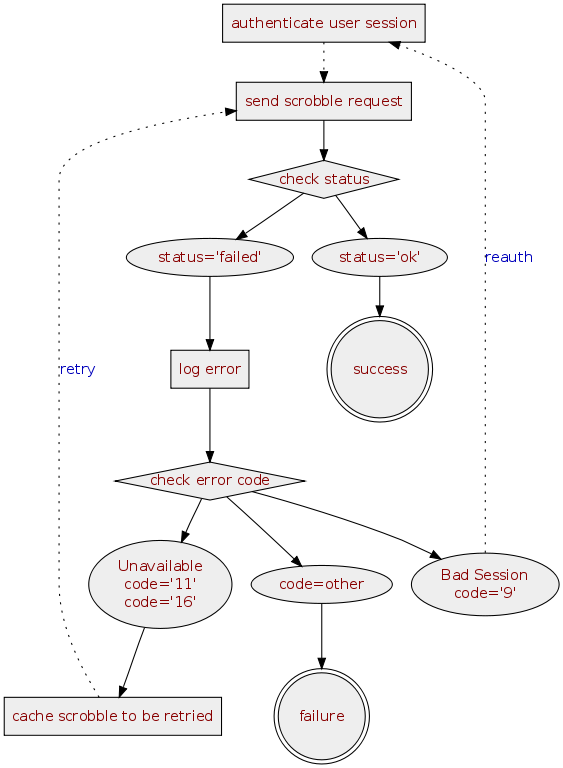 authenticate user session
send scrobble request
check status
status='failed'
status='ok'
reauth
log error
success
retry
check error code
Unavailable
code='11'
code='16'
code=other
Bad Session
code='9'
cache scrobble to be retried
failure